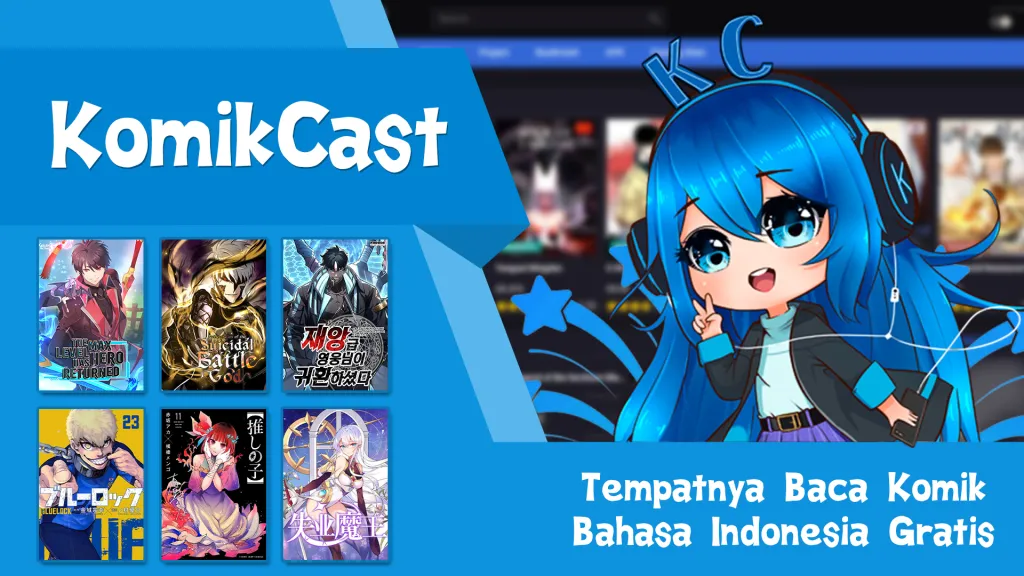 K C
KomikCast
K
THE MAX
LEVEL HERO
HAS RETURNED
Suicidal
Battle
God
재앙급
영웅님이
귀환하셨다
23
ブルーロック
BLUELOCK
11
【推しの子】
失业魔王
Tempatnya Baca Komik
Bahasa Indonesia Gratis